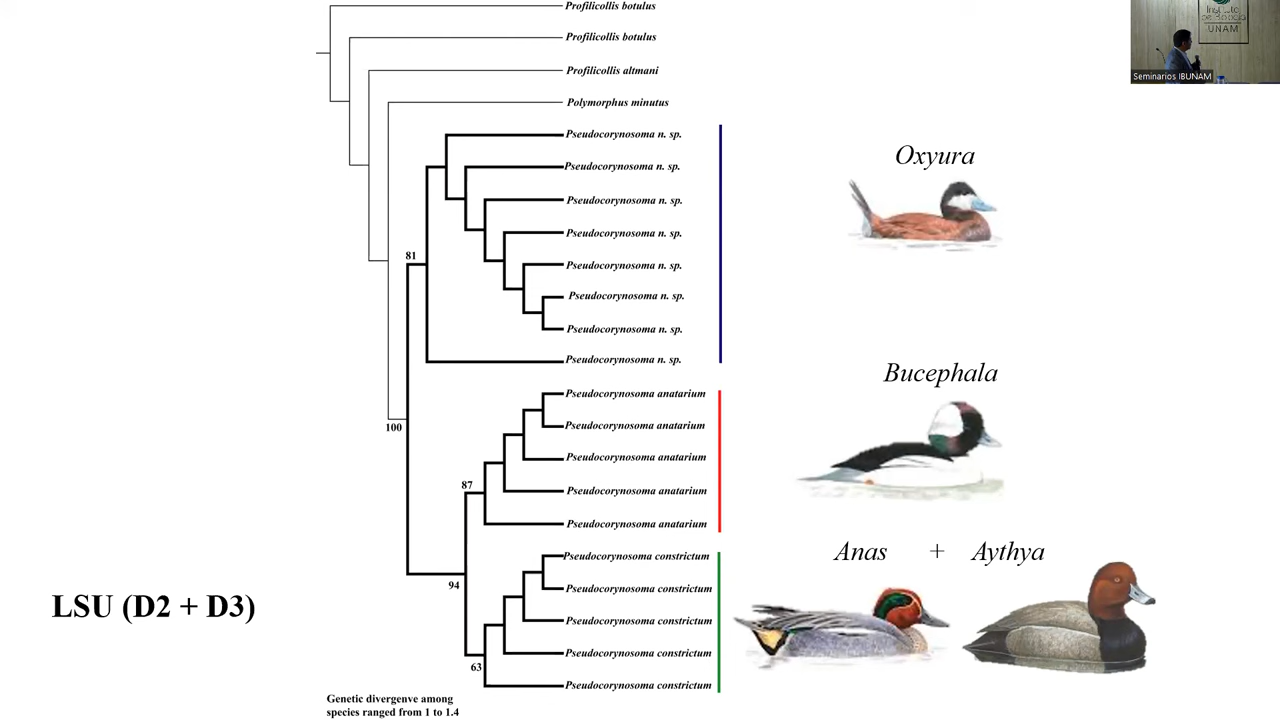 Profilicollis botulus
Profilicollis botulus
Profilicollis altmani
Polymorphus minutus
Pseudocorynosoma n. sp.
Pseudocorynosoma n. sp.
Pseudocorynosoma n. sp.
Pseudocorynosoma n. sp.
Pseudocorynosoma n. sp.
Pseudocorynosoma n. sp.
Pseudocorynosoma n. sp.
Pseudocorynosoma n. sp.
Pseudocorynosoma anatarium
Pseudocorynosoma anatarium
Pseudocorynosoma anatarium
Pseudocorynosoma anatarium
Pseudocorynosoma anatarium
Pseudocorynosoma constrictum
Pseudocorynosoma constrictum
Pseudocorynosoma constrictum
Pseudocorynosoma constrictum
Pseudocorynosoma constrictum
81
100
87
94
63
Oxyura
Bucephala
Anas + Aythya
LSU (D2 + D3)
Genetic divergenve among
species ranged from 1 to 1.4
Instituto
de Biología
UNAM
Seminarios IBUNAM